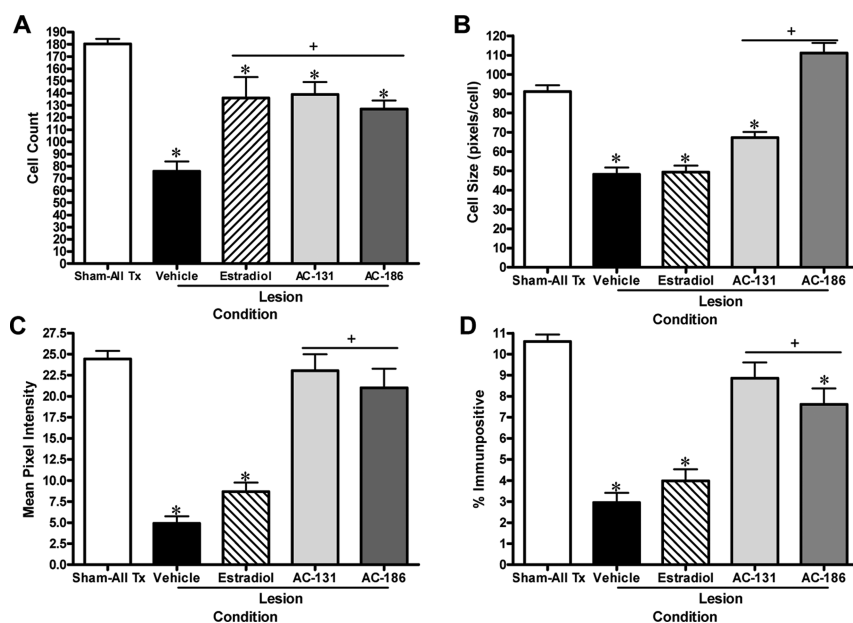 A
190
180
170
160
150
140
130
120
110
100
90
80
70
60
50
40
30
20
10
0
Cell Count
* * * *
+
Sham-All Tx Vehicle Estradiol AC-131 AC-186
Lesion
Condition
B
120
110
100
90
80
70
60
50
40
30
20
10
0
Cell Size (pixels/cell)
* * *
+
Sham-All Tx Vehicle Estradiol AC-131 AC-186
Lesion
Condition
C
27.5
25.0
22.5
20.0
17.5
15.0
12.5
10.0
7.5
5.0
2.5
0.0
Mean Pixel Intensity
* *
+
Sham-All Tx Vehicle Estradiol AC-131 AC-186
Lesion
Condition
D
11
10
9
8
7
6
5
4
3
2
1
0
% Immunpositive
* * *
+
Sham-All Tx Vehicle Estradiol AC-131 AC-186
Lesion
Condition